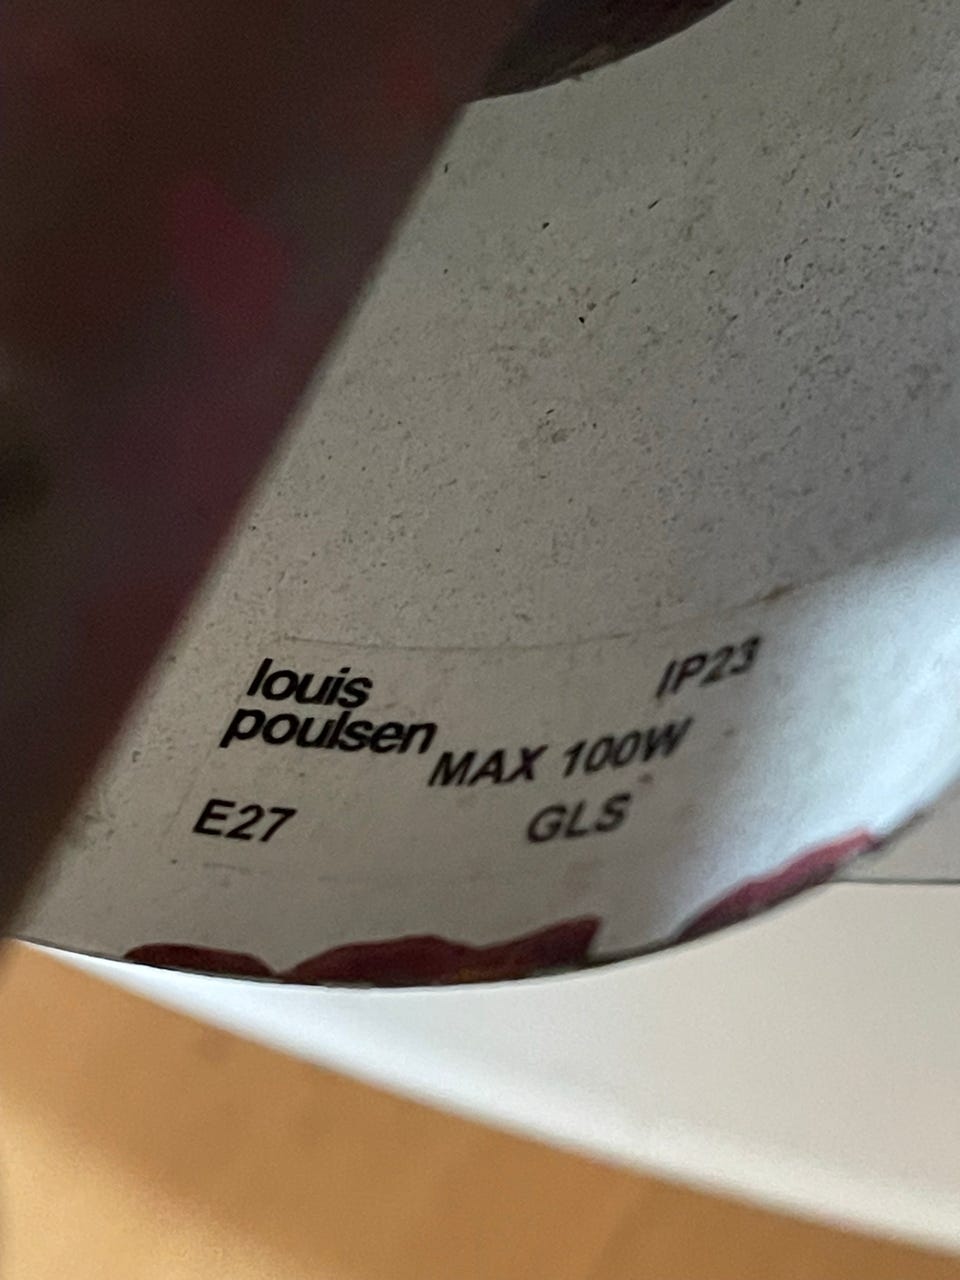 louis
poulsen
IP23
MAX 100W
E27
GLS